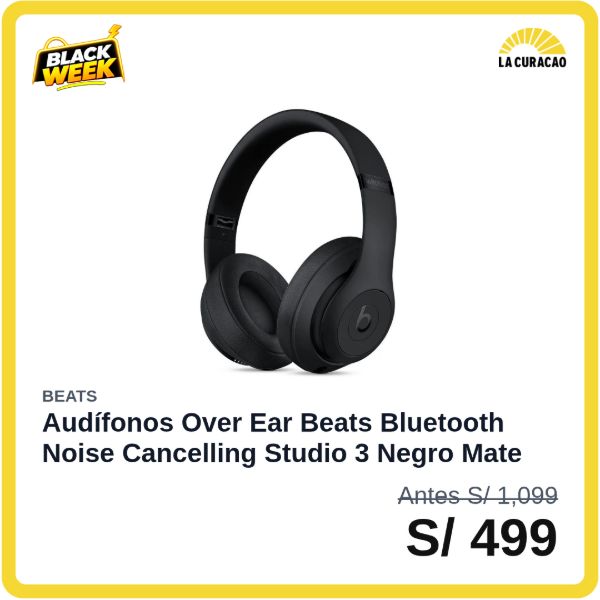 BLACK
WEEK
LA CURACAO
b
BEATS
Audífonos Over Ear Beats Bluetooth
Noise Cancelling Studio 3 Negro Mate
Antes S/ 1,099
S/ 499